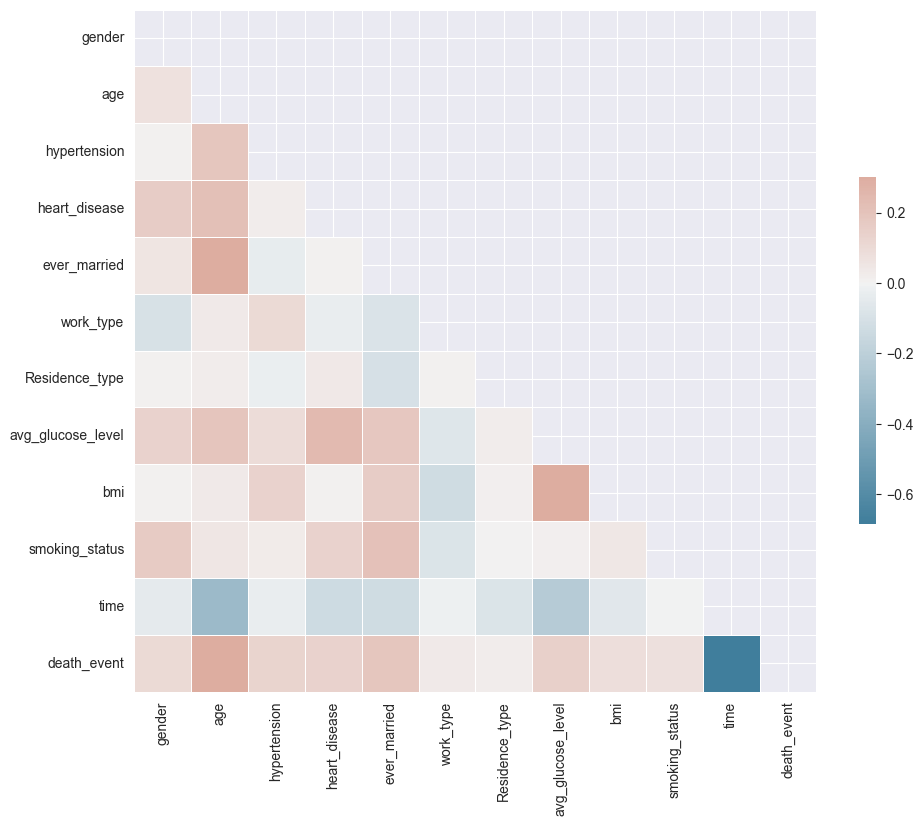 gender
age
hypertension
heart_disease
ever_married
work_type
Residence_type
avg_glucose_level
bmi
smoking_status
time
death_event
gender
age
hypertension
heart_disease
ever_married
work_type
Residence_type
avg_glucose_level
bmi
smoking_status
time
death_event
0.2
0.0
−0.2
−0.4
−0.6